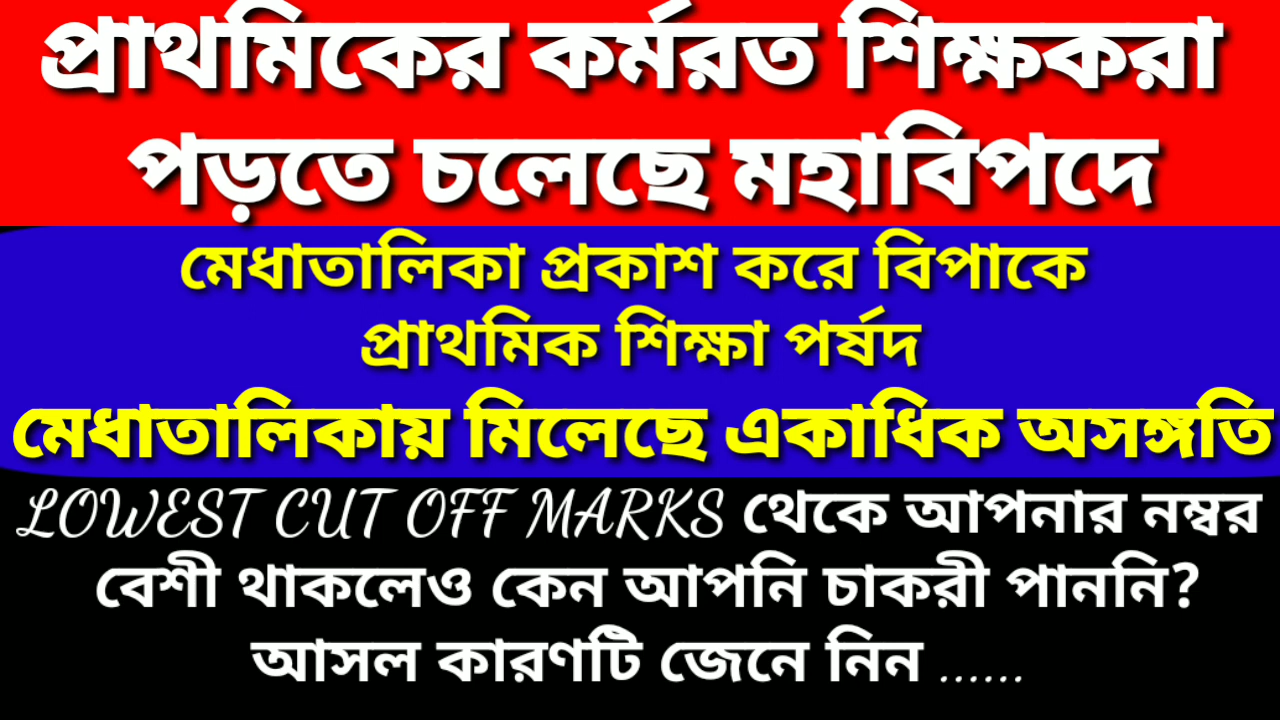 প্রাথমিকের কর্মরত শিক্ষকরা
পড়তে চলেছে মহাবিপদে
মেধাতালিকা প্রকাশ করে বিপাকে
প্রাথমিক শিক্ষা পর্ষদ
মেধাতালিকায় মিলেছে একাধিক অসঙ্গতি
LOWEST CUT OFF MARKS থেকে আপনার নম্বর
বেশী থাকলেও কেন আপনি চাকরী পাননি?
আসল কারণটি জেনে নিন ......